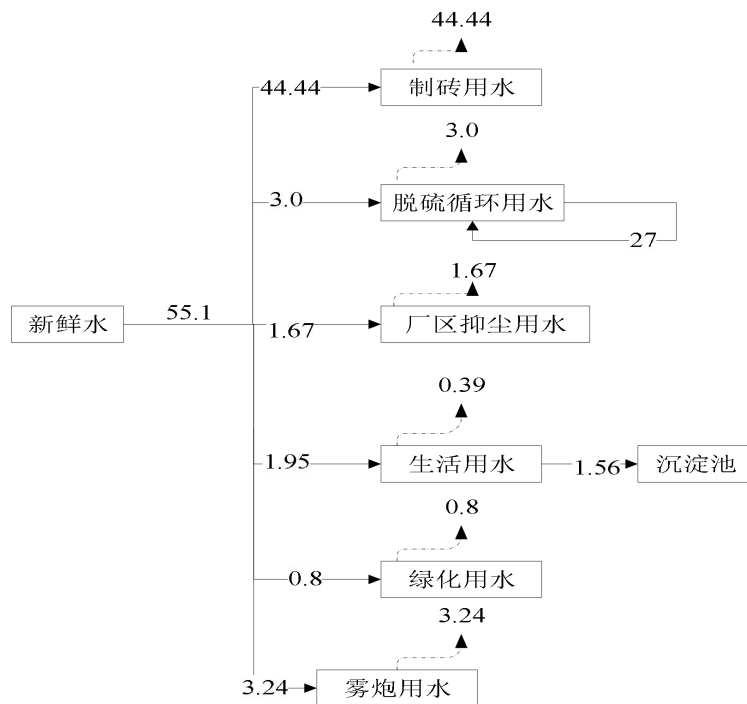 44.44
44.44
制砖用水
3.0
3.0
脱硫循环用水
27
1.67
新鲜水
55.1
1.67
厂区抑尘用水
0.39
1.95
生活用水
1.56
沉淀池
0.8
0.8
绿化用水
3.24
3.24
雾炮用水